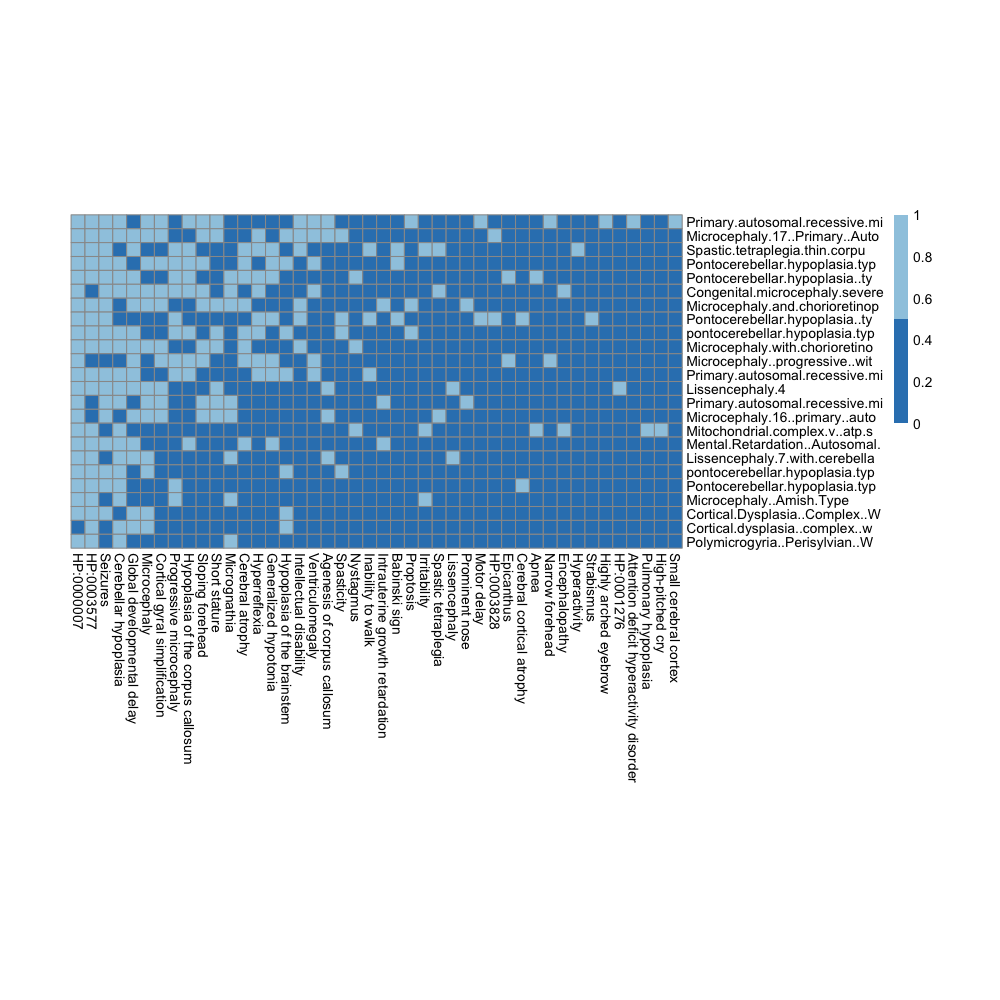 Primary.autosomal.recessive.mi
Microcephaly.17..Primary..Auto
Spastic.tetraplegia.thin.corpu
Pontocerebellar.hypoplasia.typ
Pontocerebellar.hypoplasia..ty
Congenital.microcephaly.severe
Microcephaly.and.chorioretinop
Pontocerebellar.hypoplasia..ty
pontocerebellar.hypoplasia.typ
Microcephaly.with.chorioretino
Microcephaly..progressive..wit
Primary.autosomal.recessive.mi
Lissencephaly.4
Primary.autosomal.recessive.mi
Microcephaly.16..primary..auto
Mitochondrial.complex.v..atp.s
Mental.Retardation..Autosomal.
Lissencephaly.7.with.cerebella
pontocerebellar.hypoplasia.typ
Pontocerebellar.hypoplasia.typ
Microcephaly..Amish.Type
Cortical.Dysplasia..Complex..W
Cortical.dysplasia..complex..w
Polymicrogyria..Perisylvian..W
1
0.8
0.6
0.4
0.2
0
HP:0000007
HP:0003577
Seizures
Cerebellar hypoplasia
Global developmental delay
Microcephaly
Cortical gyral simplification
Progressive microcephaly
Hypoplasia of the corpus callosum
Sloping forehead
Short stature
Micrognathia
Cerebral atrophy
Hyperreflexia
Generalized hypotonia
Hypoplasia of the brainstem
Intellectual disability
Ventriculomegaly
Agenesis of corpus callosum
Spasticity
Nystagmus
Inability to walk
Intrauterine growth retardation
Babinski sign
Proptosis
Irritability
Spastic tetraplegia
Lissencephaly
Prominent nose
Motor delay
HP:0003828
Epicanthus
Cerebral cortical atrophy
Apnea
Narrow forehead
Encephalopathy
Hyperactivity
Strabismus
Highly arched eyebrow
HP:0001276
Attention deficit hyperactivity disorder
Pulmonary hypoplasia
High-pitched cry
Small cerebral cortex